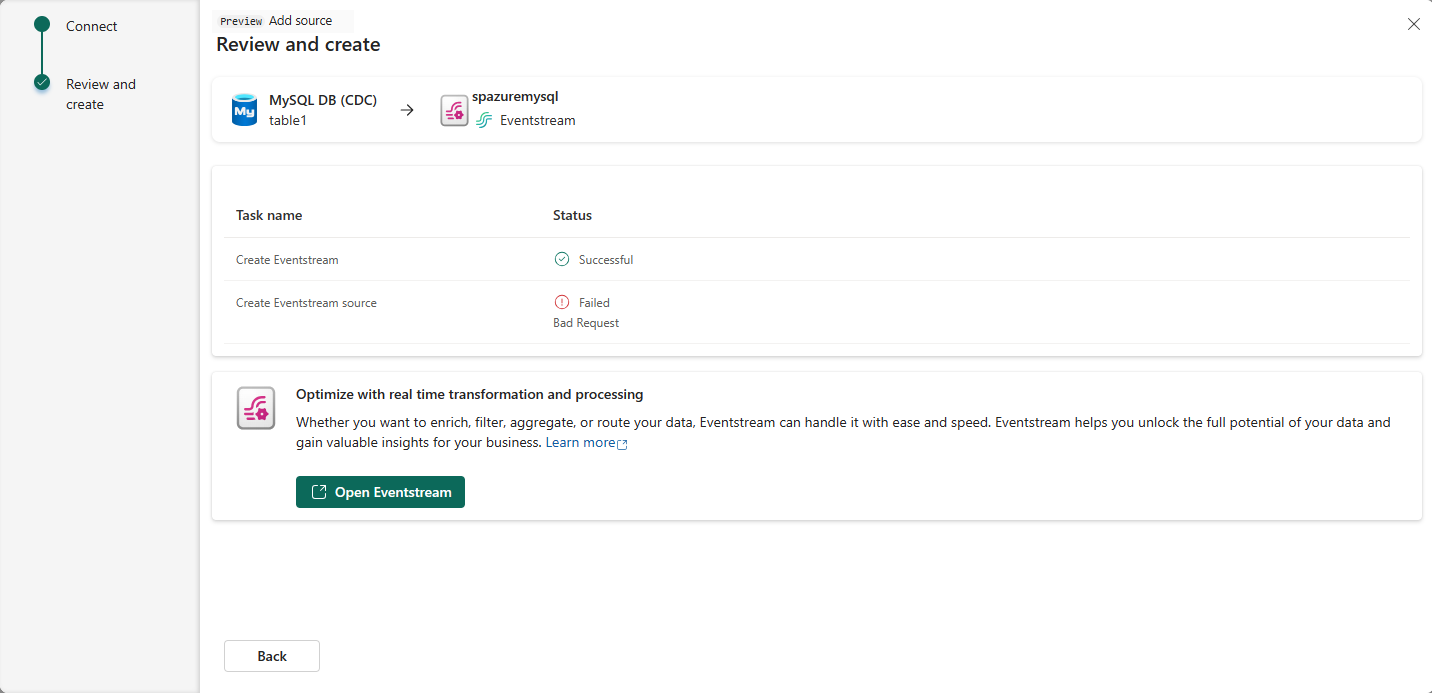 Connect
Review and
create
Preview Add source
Review and create
My
MySQL DB (CDC)
table1
spazuremysql
Eventstream
Task name Status
Create Eventstream Successful
Create Eventstream source Failed
Bad Request
Optimize with real time transformation and processing
Whether you want to enrich, filter, aggregate, or route your data, Eventstream can handle it with ease and speed. Eventstream helps you unlock the full potential of your data and
gain valuable insights for your business. Learn more
Open Eventstream
Back